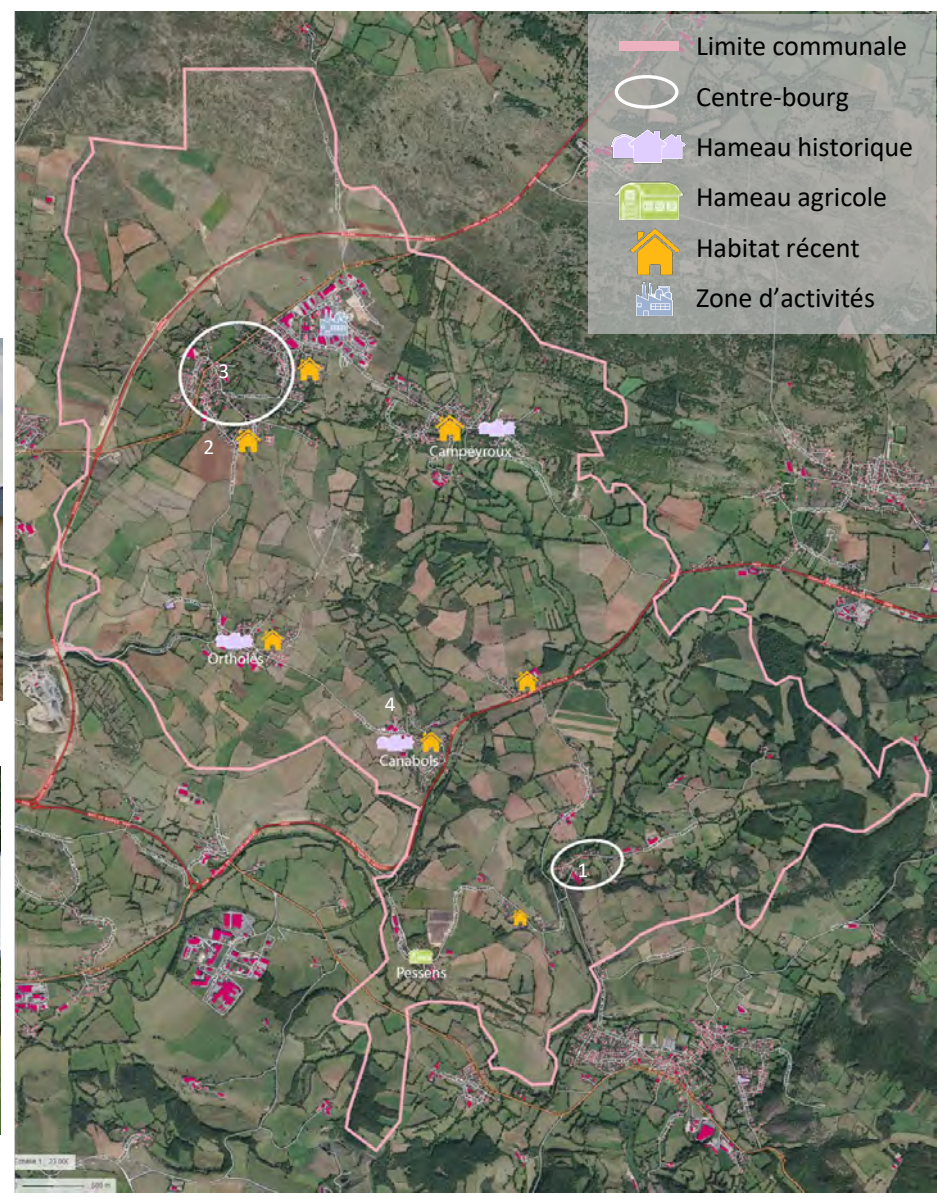 Limite communale
Centre-bourg
Hameau historique
Hameau agricole
Habitat récent
Zone d'activités
3
2
Campeyroux
Ortholès
4
Canabols
1
Pessens